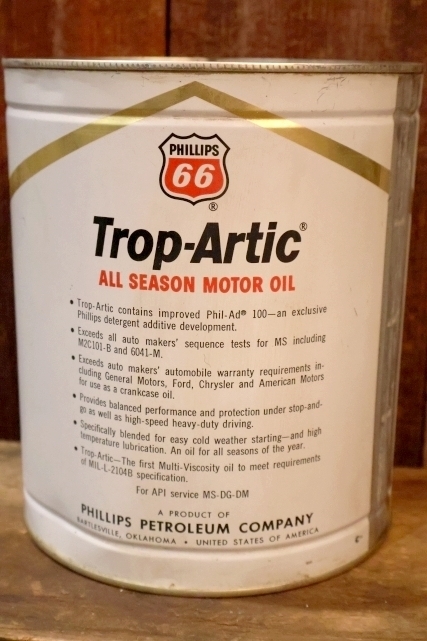 PHILLIPS
66
®
Trop-Artic®
ALL SEASON MOTOR OIL
• Trop-Artic contains improved Phil-Ad® 100—an exclusive
Phillips detergent additive development.
• Exceeds all auto makers' sequence tests for MS including
M2C101-B and 6041-M.
• Exceeds auto makers' automobile warranty requirements in-
cluding General Motors, Ford, Chrysler and American Motors
for use as a crankcase oil.
• Provides balanced performance and protection under stop-and-
go as well as high-speed heavy-duty driving.
• Specifically blended for easy cold weather starting—and high
temperature lubrication. An oil for all seasons of the year.
• Trop-Artic—The first Multi-Viscosity oil to meet requirements
of MIL-L-2104B specification.
For API service MS-DG-DM
A PRODUCT OF
PHILLIPS PETROLEUM COMPANY
BARTLESVILLE, OKLAHOMA • UNITED STATES OF AMERICA